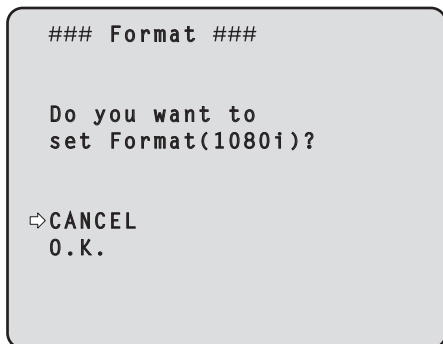 ### Format ###
Do you want to
set Format(1080i)?
⇨CANCEL
O.K.